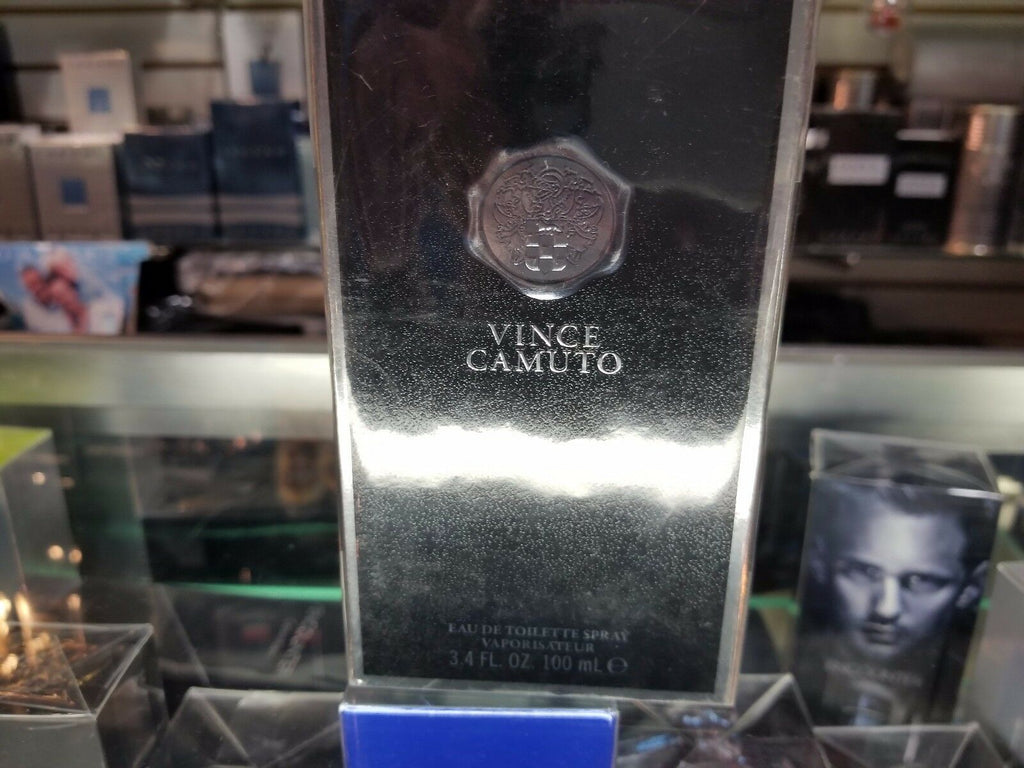 VINCE
CAMUTO
EAU DE TOILETTE SPRAY
VAPORISATEUR
3.4 FL. OZ. 100 mL ℮